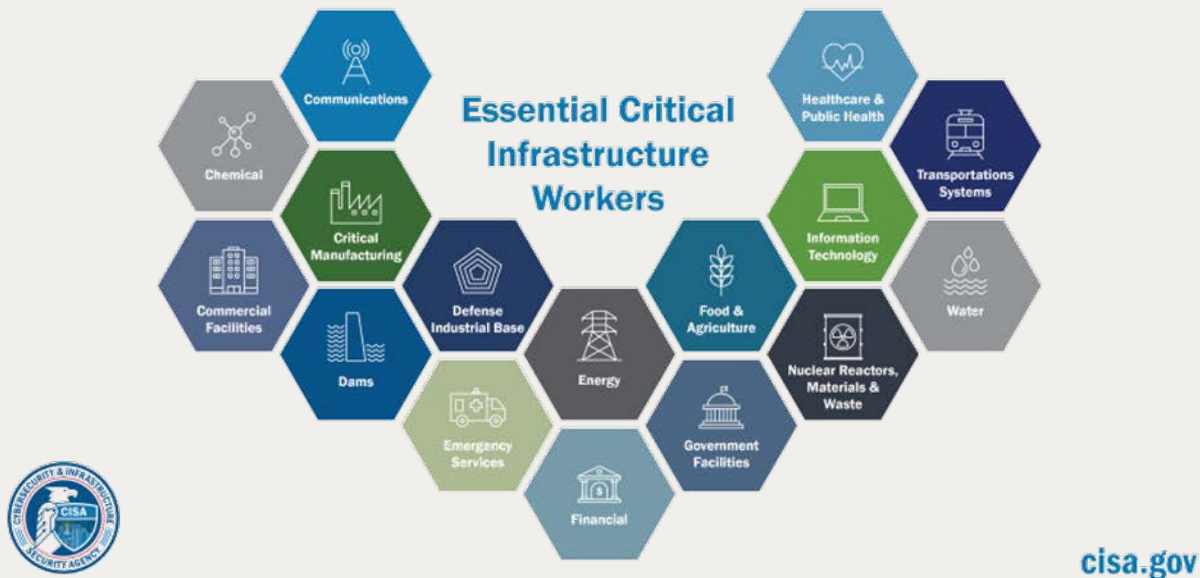 Essential Critical
Infrastructure
Workers
Communications
Chemical
Critical
Manufacturing
Commercial
Facilities
Dams
Defense
Industrial Base
Emergency
Services
Energy
Financial
Food &
Agriculture
Government
Facilities
Healthcare &
Public Health
Information
Technology
Nuclear Reactors,
Materials &
Waste
Transportations
Systems
Water
$
CYBERSECURITY & INFRASTRUCTURE
SECURITY AGENCY
CISA
cisa.gov